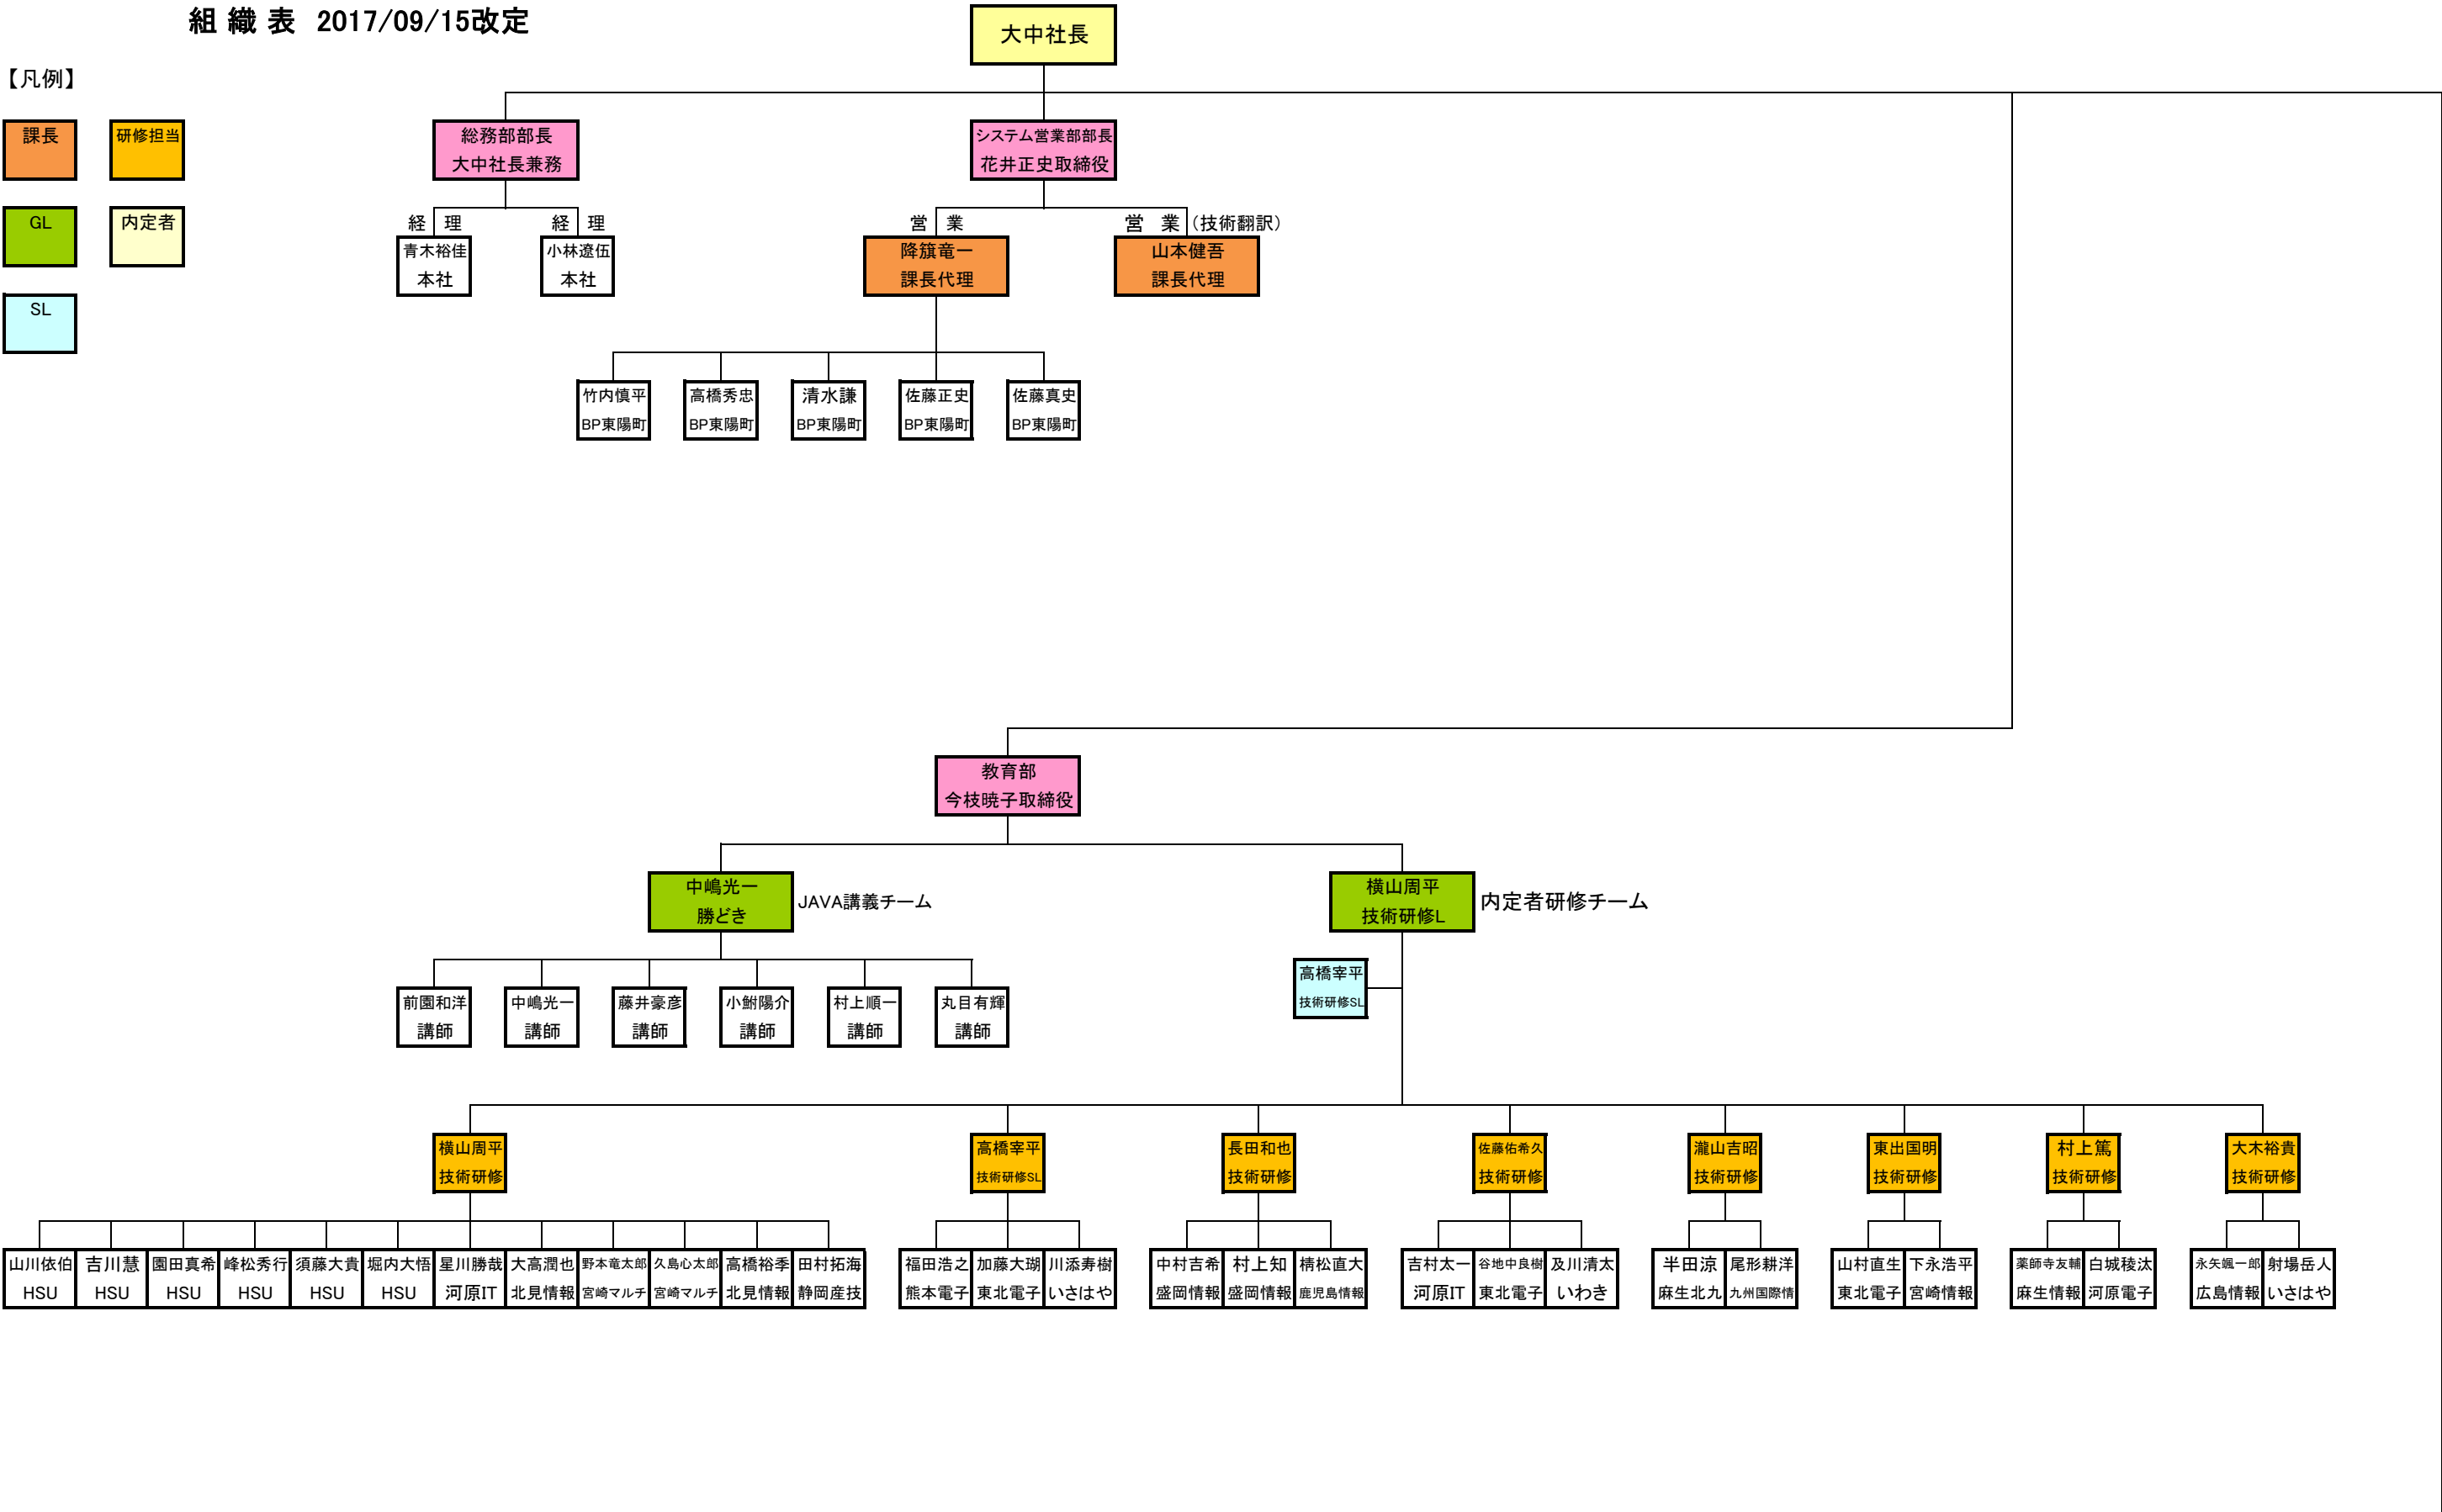 組 織 表 2017/09/15改定
大中社長
【凡例】
課長
研修担当
GL
内定者
SL
総務部部長
大中社長兼務
システム営業部部長
花井正史取締役
経 理
経 理
営 業
営 業(技術翻訳)
青木裕佳
本社
小林遼伍
本社
降籏竜一
課長代理
山本健吾
課長代理
竹内慎平
BP東陽町
高橋秀忠
BP東陽町
清水謙
BP東陽町
佐藤正史
BP東陽町
佐藤真史
BP東陽町
教育部
今枝暁子取締役
中嶋光一
勝どき
JAVA講義チーム
横山周平
技術研修L
内定者研修チーム
高橋宰平
技術研修SL
前園和洋
講師
中嶋光一
講師
藤井豪彦
講師
小鮒陽介
講師
村上順一
講師
丸目有輝
講師
横山周平
技術研修
高橋宰平
技術研修SL
長田和也
技術研修
佐藤佑希久
技術研修
瀧山吉昭
技術研修
東出国明
技術研修
村上篤
技術研修
大木裕貴
技術研修
山川依伯
HSU
吉川慧
HSU
園田真希
HSU
峰松秀行
HSU
須藤大貴
HSU
堀内大悟
HSU
星川勝哉
河原IT
大高潤也
北見情報
野本竜太郎
宮崎マルチ
久島心太郎
宮崎マルチ
高橋裕季
北見情報
田村拓海
静岡産技
福田浩之
熊本電子
加藤大瑚
東北電子
川添寿樹
いさはや
中村吉希
盛岡情報
村上知
盛岡情報
棈松直大
鹿児島情報
吉村太一
河原IT
谷地中良樹
東北電子
及川清太
いわき
半田涼
麻生北九
尾形耕洋
九州国際情
山村直生
東北電子
下永浩平
宮崎情報
薬師寺友輔
麻生情報
白城稜汰
河原電子
永矢颯一郎
広島情報
射場岳人
いさはや